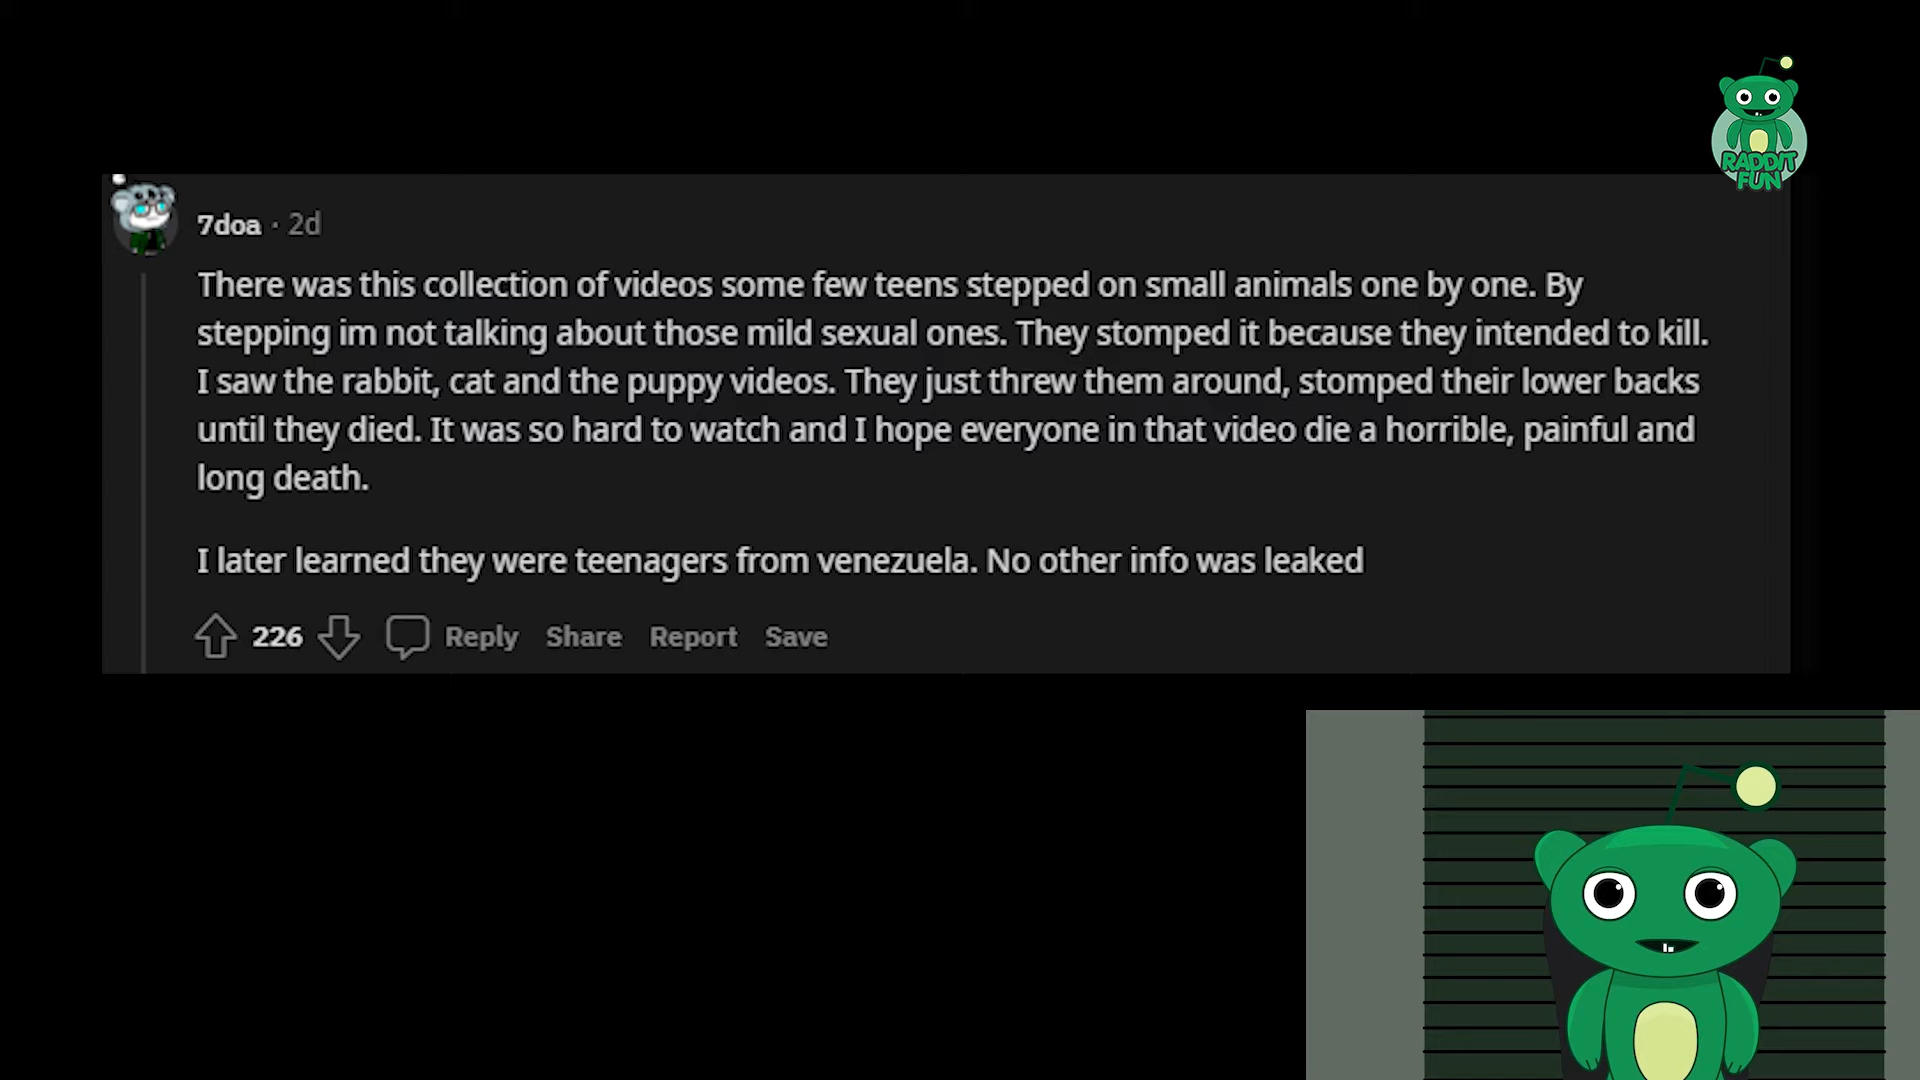 RADDIT
FUN
7doa · 2d
There was this collection of videos some few teens stepped on small animals one by one. By
stepping im not talking about those mild sexual ones. They stomped it because they intended to kill.
I saw the rabbit, cat and the puppy videos. They just threw them around, stomped their lower backs
until they died. It was so hard to watch and I hope everyone in that video die a horrible, painful and
long death.
I later learned they were teenagers from venezuela. No other info was leaked
226 Reply Share Report Save